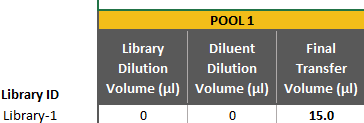 POOL 1
Library Diluent Final
Dilution Dilution Transfer
Library ID Volume (µl) Volume (µl) Volume (µl)
Library-1 0 0 15.0